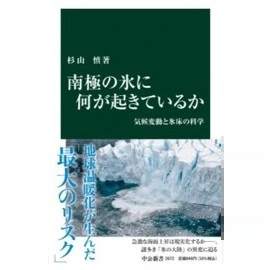 杉山 慎著
南極の氷に
何が起きているか
気候変動と氷床の科学
地球温暖化が生んだ
「最大のリスク」
急激な海面上昇は現実化するか――。
謎多き「氷の大陸」の異変に迫る
中公新書